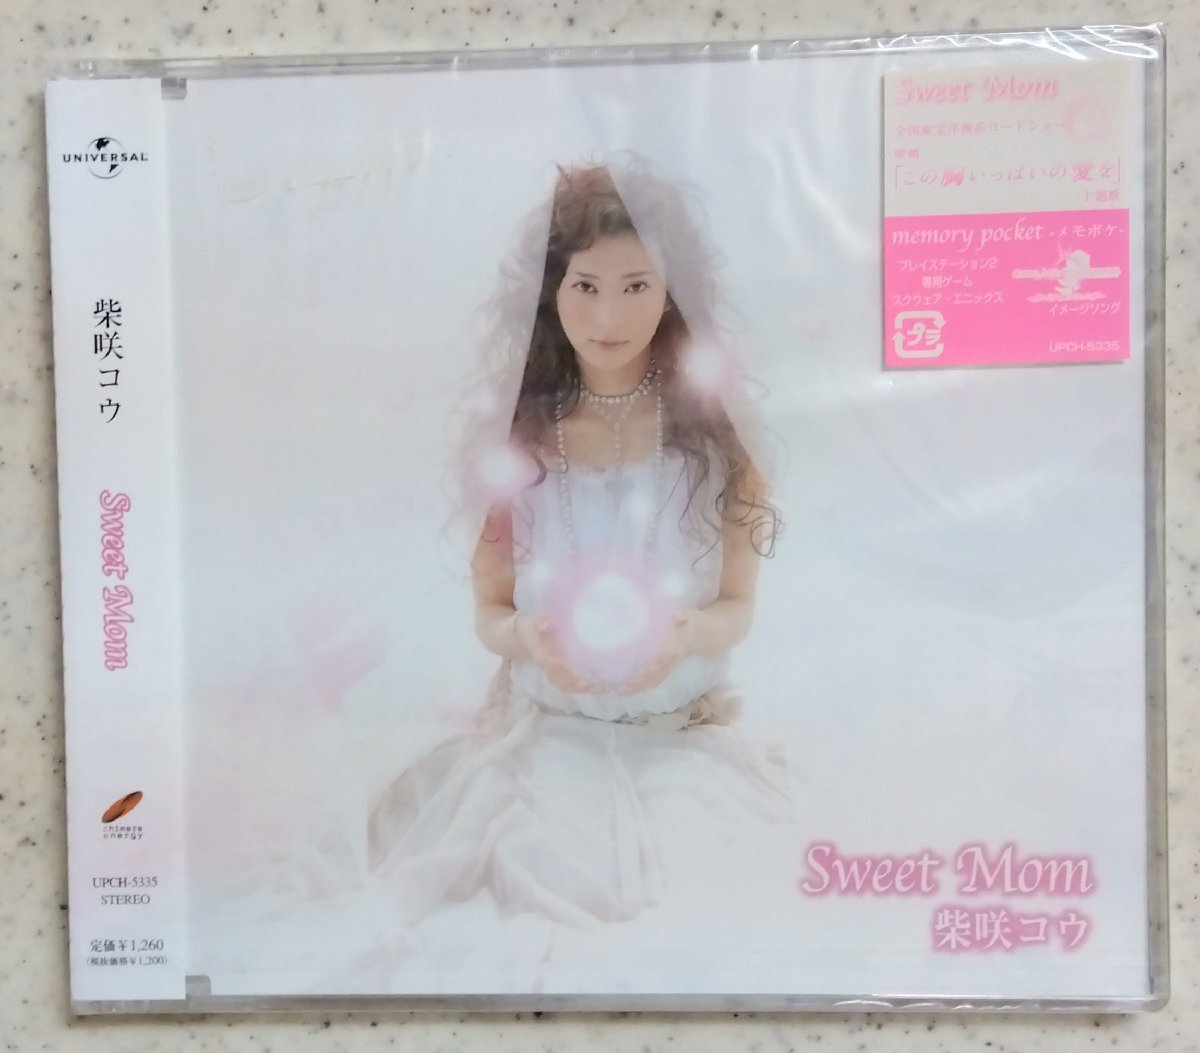 UNIVERSAL
柴咲コウ
Sweet Mom
chimera
energy
UPCH-5335
STEREO
定価¥1,260
(税抜価格¥1,200)
Sweet Mom
全国東宝洋画系ロードショー
映画
「この胸いっぱいの愛を」
主題歌
memory pocket -メモポケ-
プレイステーション2
専用ゲーム
スクウェア・エニックス
イメージソング
プラ
UPCH-5335
Sweet Mom
柴咲コウ